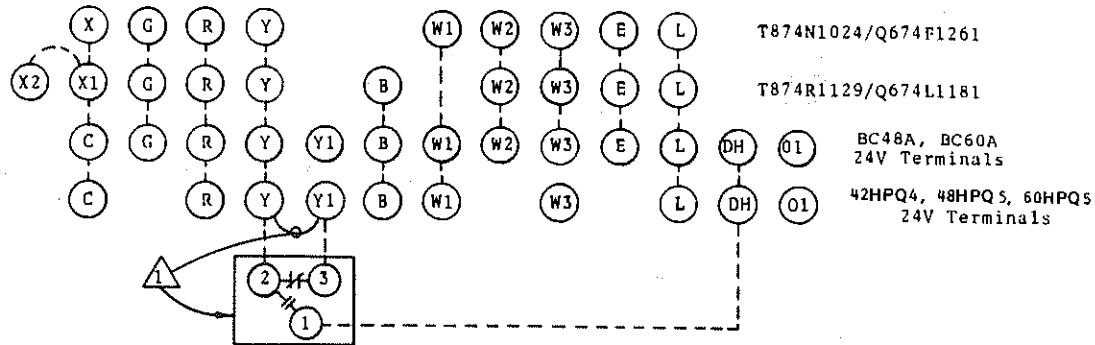 X G R Y W1 W2 W3 E L T874N1024/Q674F1261
X2 X1 G R Y B W2 W3 E L T874R1129/Q674L1181
C G R Y Y1 B W1 W2 W3 E L DH O1 BC48A, BC60A
24V Terminals
C R Y Y1 B W1 W3 L DH O1 42HPQ4, 48HPQ5, 60HPQ5
24V Terminals
1 2 3
1